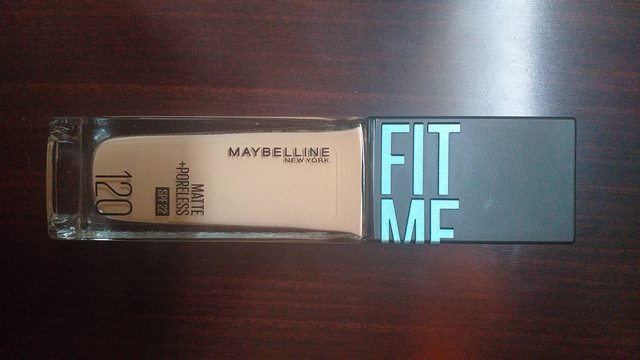 MAYBELLINE
NEW YORK
FIT
ME
MATTE
+PORELESS
SPF 22
120